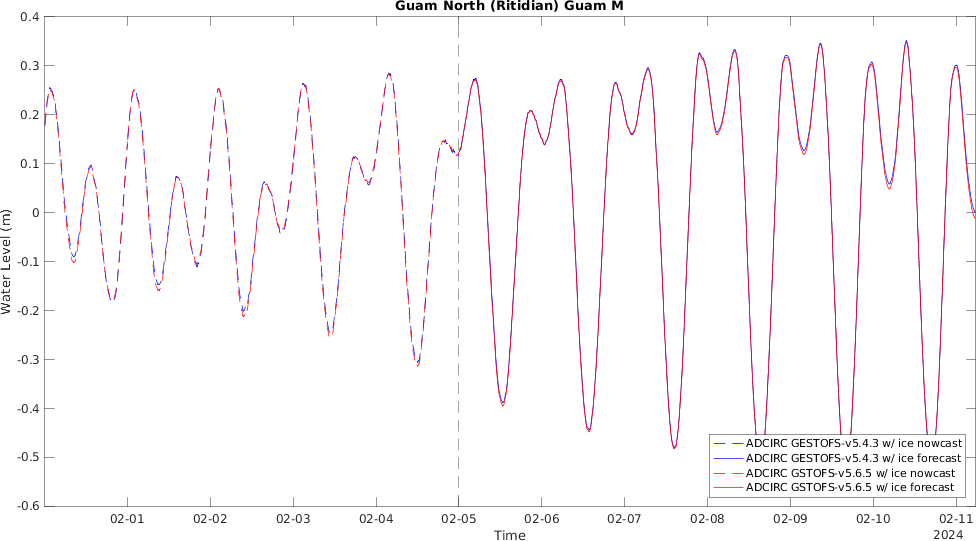 Guam North (Ritidian) Guam M
0.4
0.3
0.2
0.1
0
-0.1
-0.2
-0.3
-0.4
-0.5
-0.6
Water Level (m)
ADCIRC GESTOFS-v5.4.3 w/ ice nowcast
ADCIRC GESTOFS-v5.4.3 w/ ice forecast
ADCIRC GSTOFS-v5.6.5 w/ ice nowcast
ADCIRC GSTOFS-v5.6.5 w/ ice forecast
02-01 02-02 02-03 02-04 02-05 02-06 02-07 02-08 02-09 02-10 02-11
Time 2024